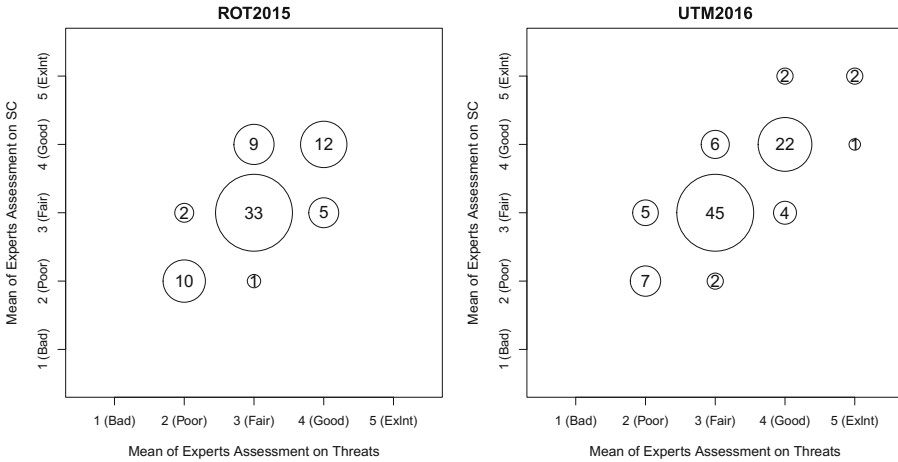 ROT2015
Mean of Experts Assessment on SC
5 (ExInt)
4 (Good)
3 (Fair)
2 (Poor)
1 (Bad)
9
12
2
33
5
10
1
1 (Bad) 2 (Poor) 3 (Fair) 4 (Good) 5 (ExInt)
Mean of Experts Assessment on Threats
UTM2016
Mean of Experts Assessment on SC
5 (ExInt)
4 (Good)
3 (Fair)
2 (Poor)
1 (Bad)
2
2
6
22
1
5
45
4
7
2
1 (Bad) 2 (Poor) 3 (Fair) 4 (Good) 5 (ExInt)
Mean of Experts Assessment on Threats